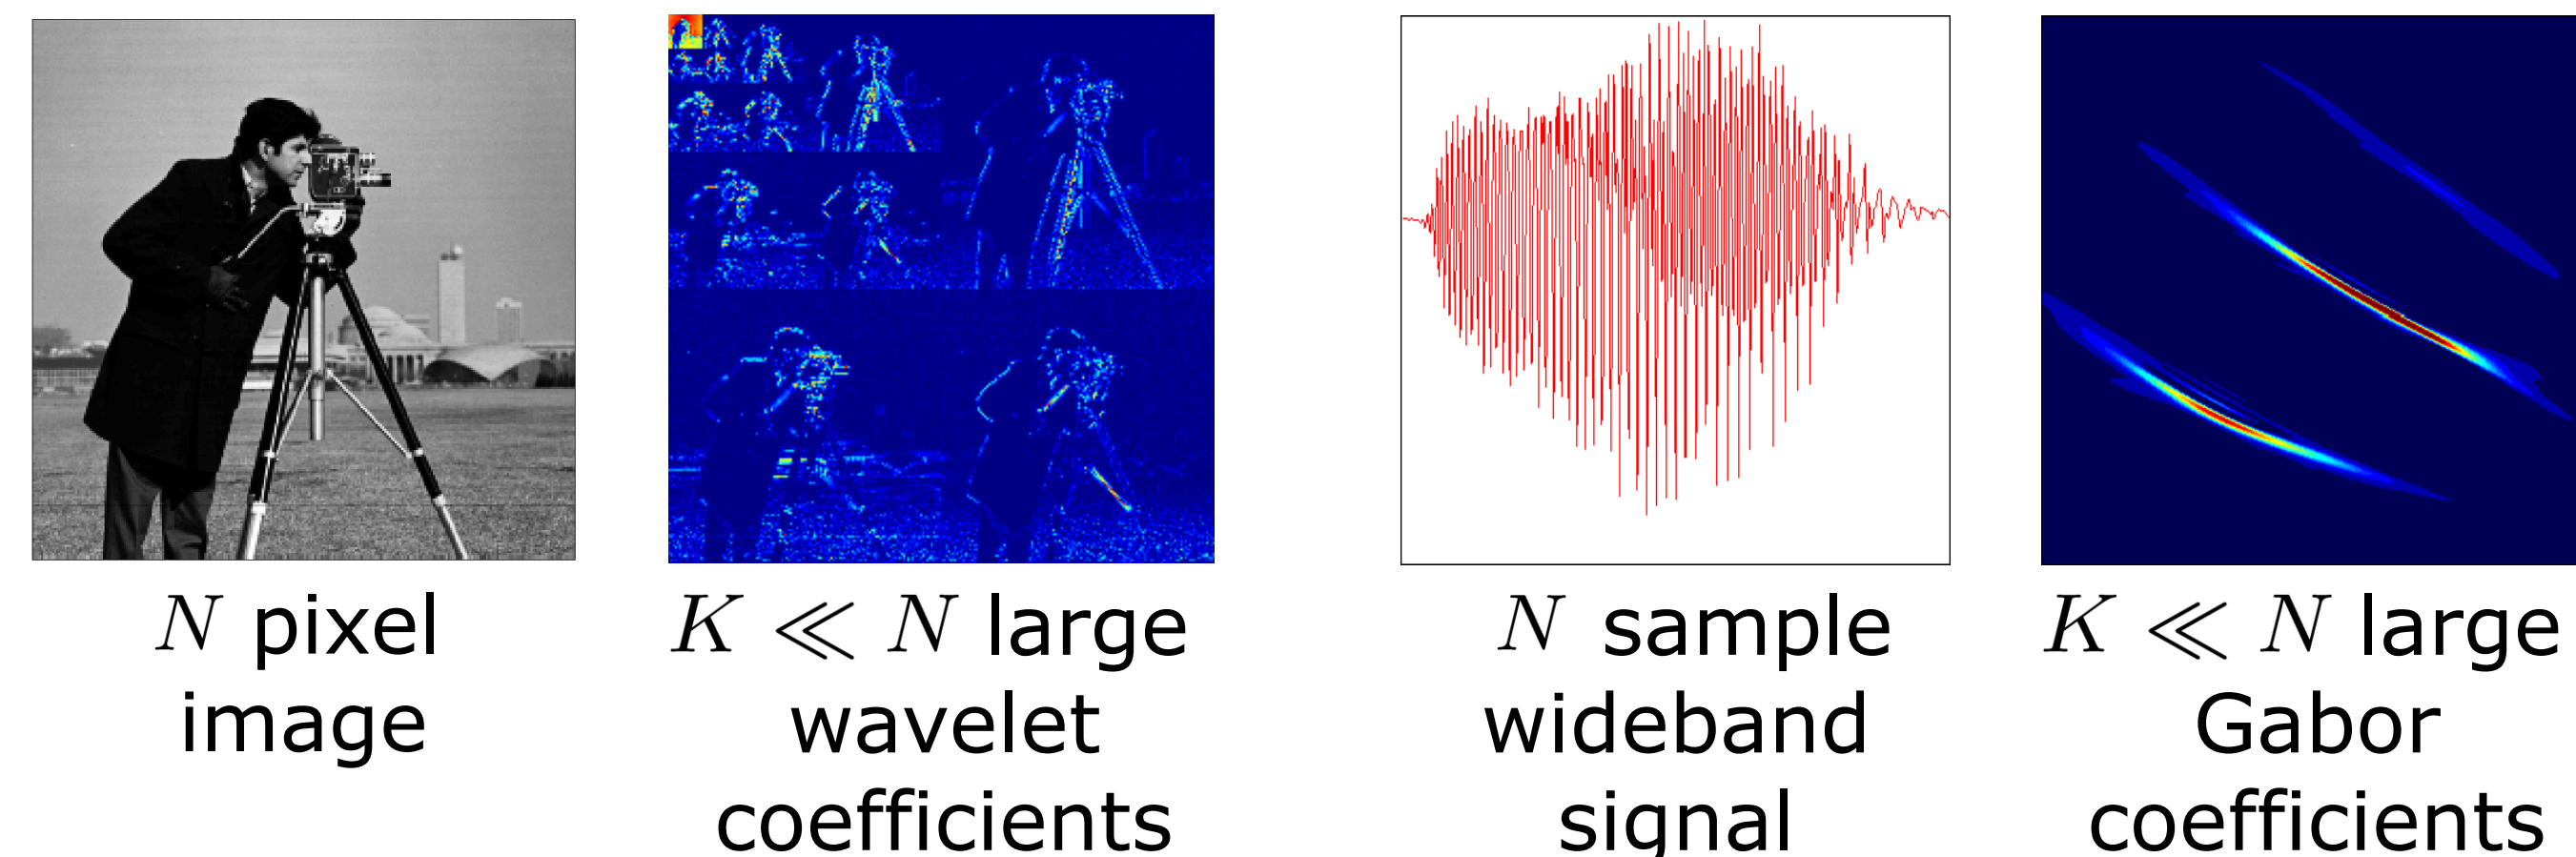 N pixel
image
K ≪ N large
wavelet
coefficients
N sample
wideband
signal
K ≪ N large
Gabor
coefficients